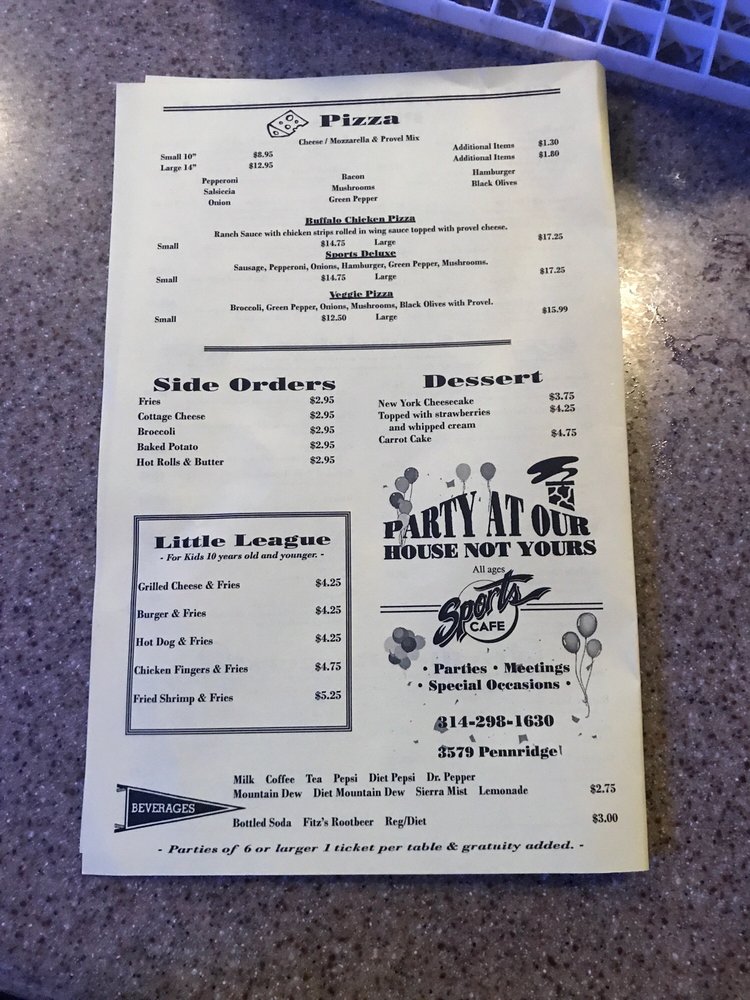 Pizza
Cheese / Mozzarella & Provel Mix
Small 10" $8.95 Additional Items $1.30
Large 14" $12.95 Additional Items $1.80
Pepperoni Bacon Hamburger
Salsiccia Mushrooms Black Olives
Onion Green Pepper
Buffalo Chicken Pizza
Ranch Sauce with chicken strips rolled in wing sauce topped with provel cheese.
Small $14.75 Large $17.25
Sports Deluxe
Sausage, Pepperoni, Onions, Hamburger, Green Pepper, Mushrooms.
Small $14.75 Large $17.25
Veggie Pizza
Broccoli, Green Pepper, Onions, Mushrooms, Black Olives with Provel.
Small $12.50 Large $15.99
Side Orders
Fries $2.95
Cottage Cheese $2.95
Broccoli $2.95
Baked Potato $2.95
Hot Rolls & Butter $2.95
Dessert
New York Cheesecake $3.75
Topped with strawberries $4.25
and whipped cream
Carrot Cake $4.75
Little League
- For Kids 10 years old and younger. -
Grilled Cheese & Fries $4.25
Burger & Fries $4.25
Hot Dog & Fries $4.25
Chicken Fingers & Fries $4.75
Fried Shrimp & Fries $5.25
PARTY AT OUR
HOUSE NOT YOURS
All ages
Sports
CAFE
• Parties • Meetings
• Special Occasions •
314-298-1630
3579 Pennridge
BEVERAGES
Milk Coffee Tea Pepsi Diet Pepsi Dr. Pepper
Mountain Dew Diet Mountain Dew Sierra Mist Lemonade $2.75
Bottled Soda Fitz's Rootbeer Reg/Diet $3.00
- Parties of 6 or larger 1 ticket per table & gratuity added. -